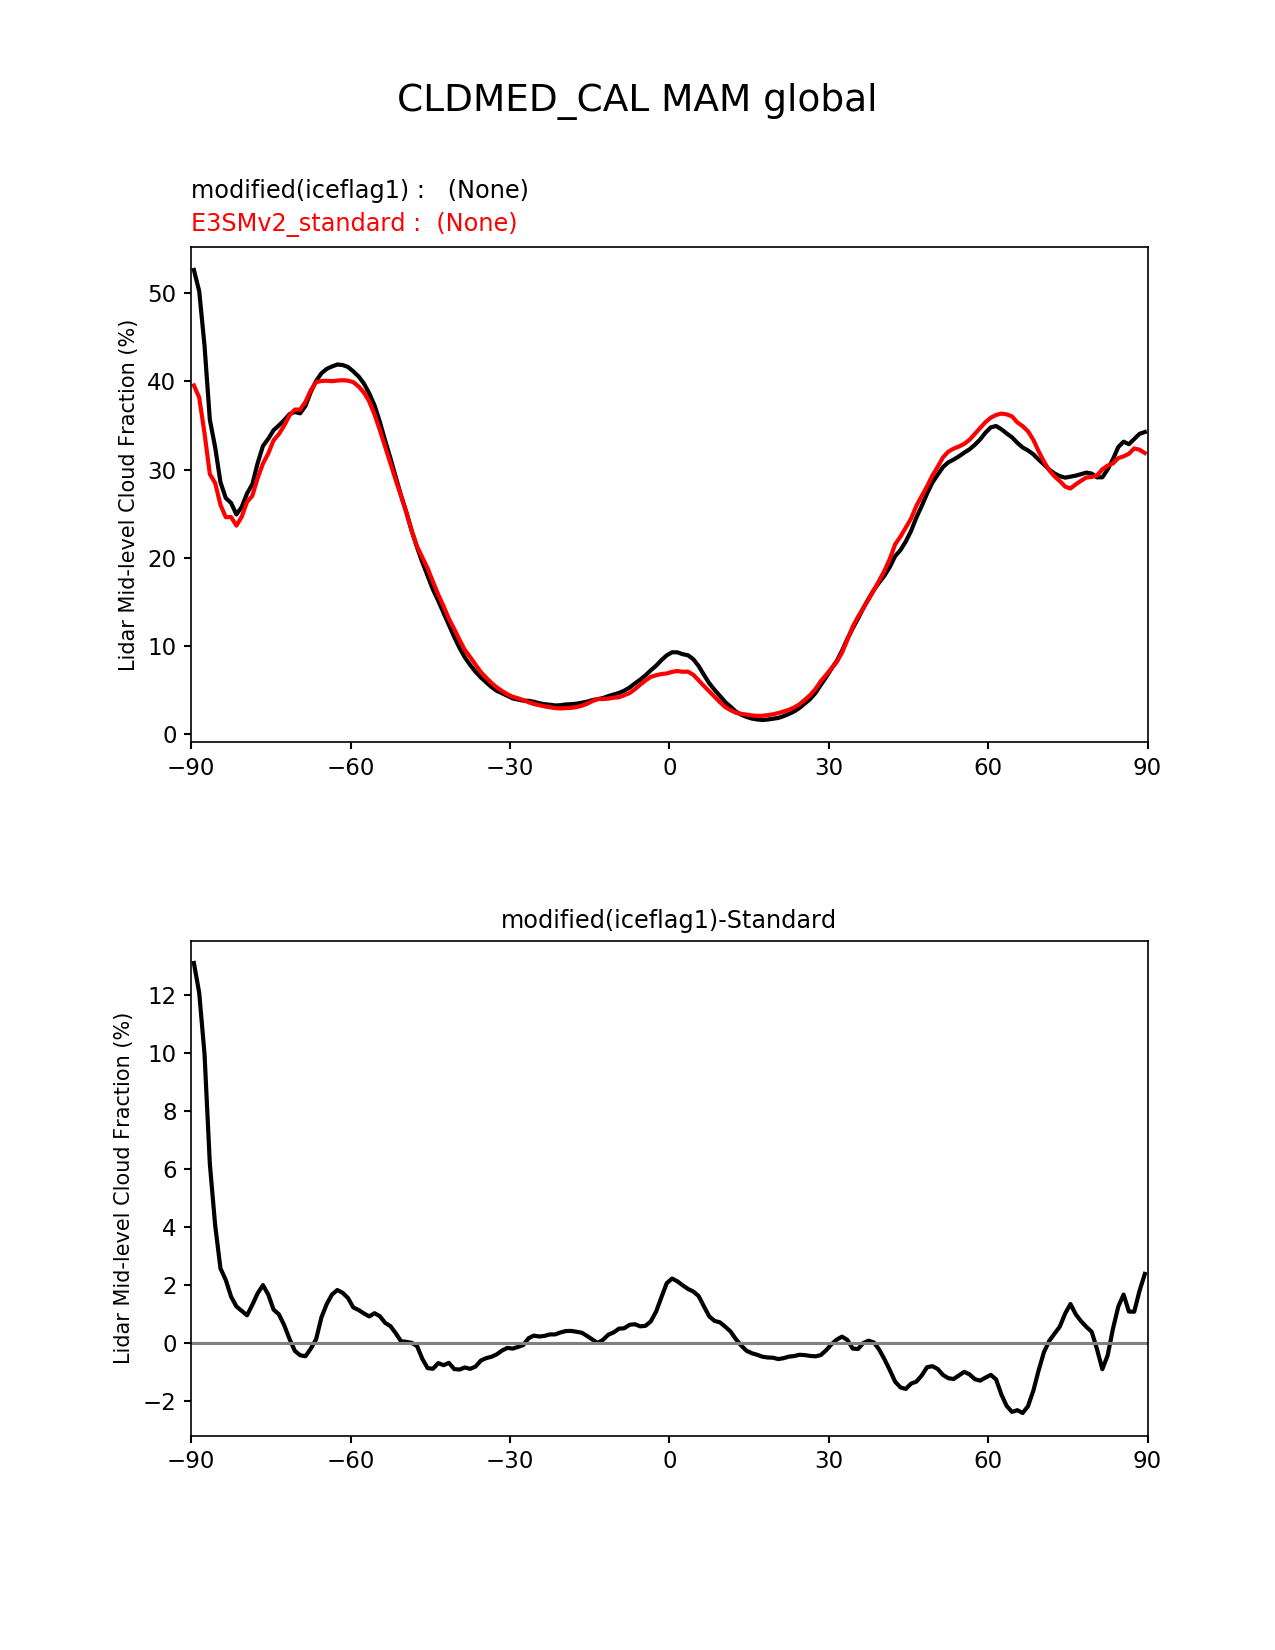 CLDMED_CAL MAM global
modified(iceflag1) :   (None)
E3SMv2_standard :  (None)
Lidar Mid-level Cloud Fraction (%)
50
40
30
20
10
0
−90 −60 −30 0 30 60 90
modified(iceflag1)-Standard
Lidar Mid-level Cloud Fraction (%)
12
10
8
6
4
2
0
−2
−90 −60 −30 0 30 60 90